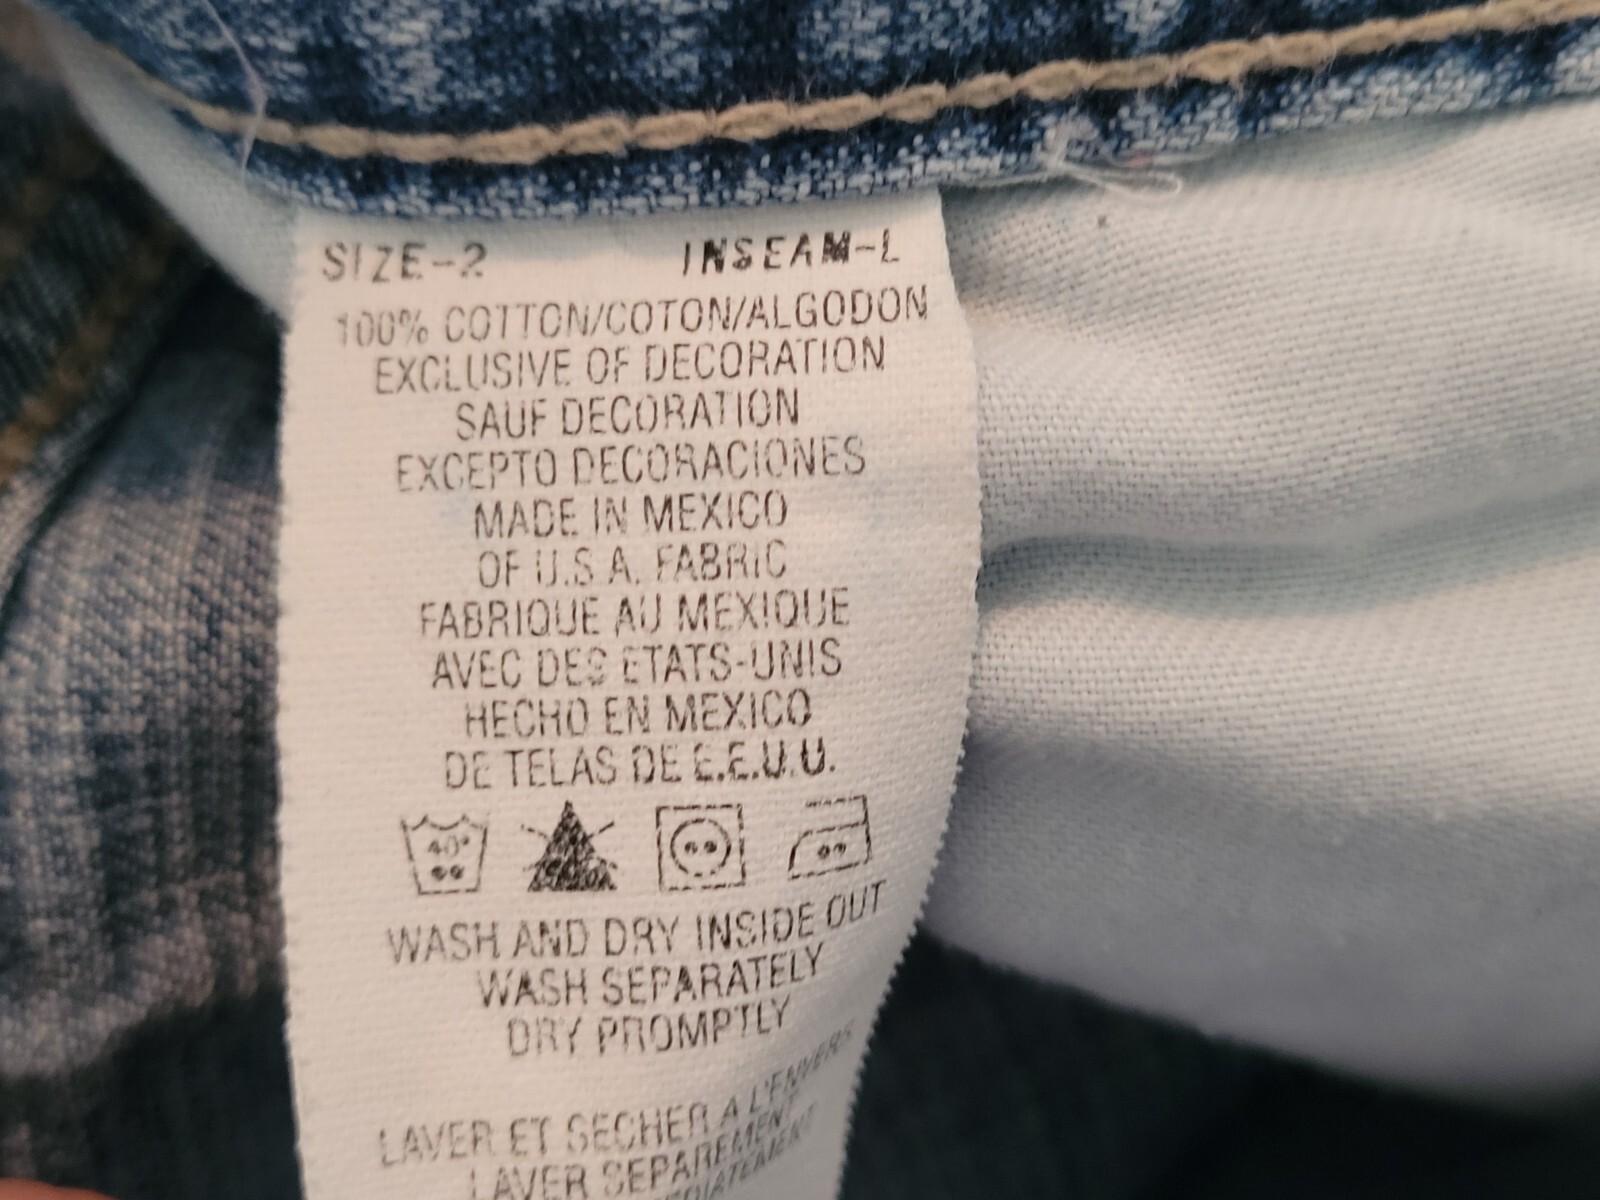 SIZE-2 INSEAM-L
100% COTTON/COTON/ALGODON
EXCLUSIVE OF DECORATION
SAUF DECORATION
EXCEPTO DECORACIONES
MADE IN MEXICO
OF U.S.A. FABRIC
FABRIQUE AU MEXIQUE
AVEC DES ETATS-UNIS
HECHO EN MEXICO
DE TELAS DE E.E.U.U.
40°
WASH AND DRY INSIDE OUT
WASH SEPARATELY
DRY PROMPTLY
LAVER ET SECHER A L'ENVERS
LAVER SEPAREMENT